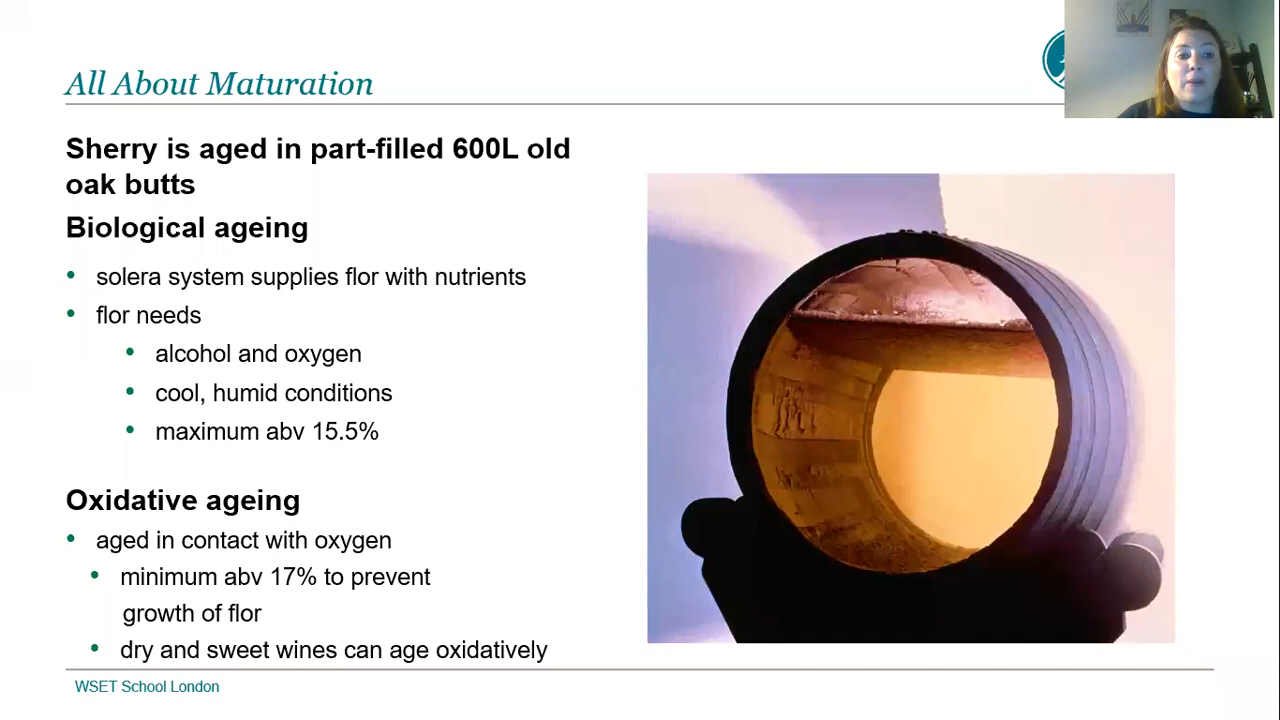 All About Maturation
Sherry is aged in part-filled 600L old
oak butts
Biological ageing
• solera system supplies flor with nutrients
• flor needs
• alcohol and oxygen
• cool, humid conditions
• maximum abv 15.5%
Oxidative ageing
• aged in contact with oxygen
• minimum abv 17% to prevent
growth of flor
• dry and sweet wines can age oxidatively
WSET School London